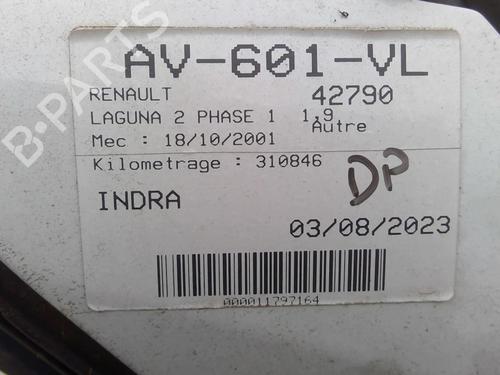 AV-601-VL
RENAULT 42790
LAGUNA 2 PHASE 1 1,9
Autre
Mec : 18/10/2001
Kilometrage : 310846
DP
INDRA
03/08/2023
000011797164
B-PARTS